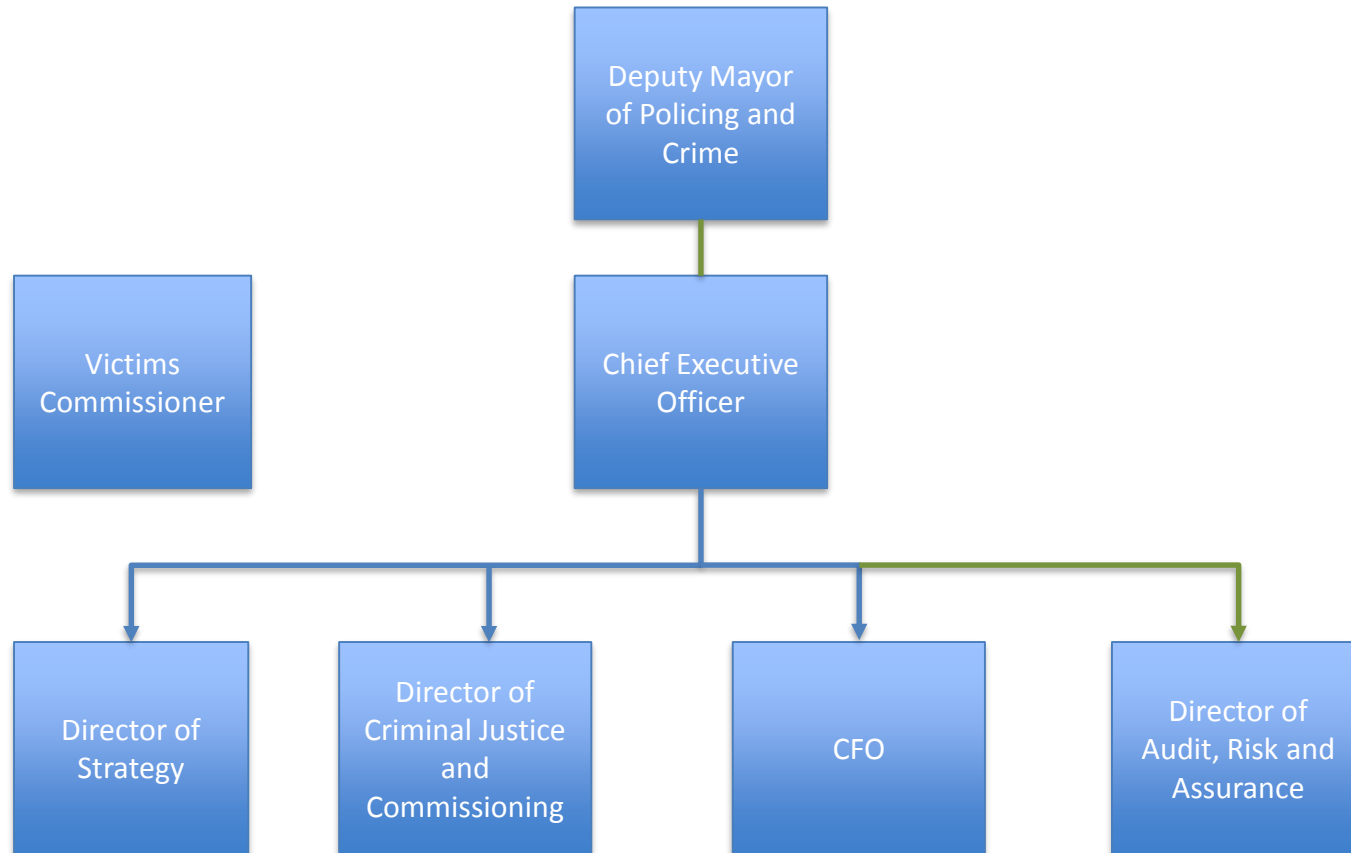 Deputy Mayor
of Policing and
Crime
Victims
Commissioner
Chief Executive
Officer
Director of
Strategy
Director of
Criminal Justice
and
Commissioning
CFO
Director of
Audit, Risk and
Assurance